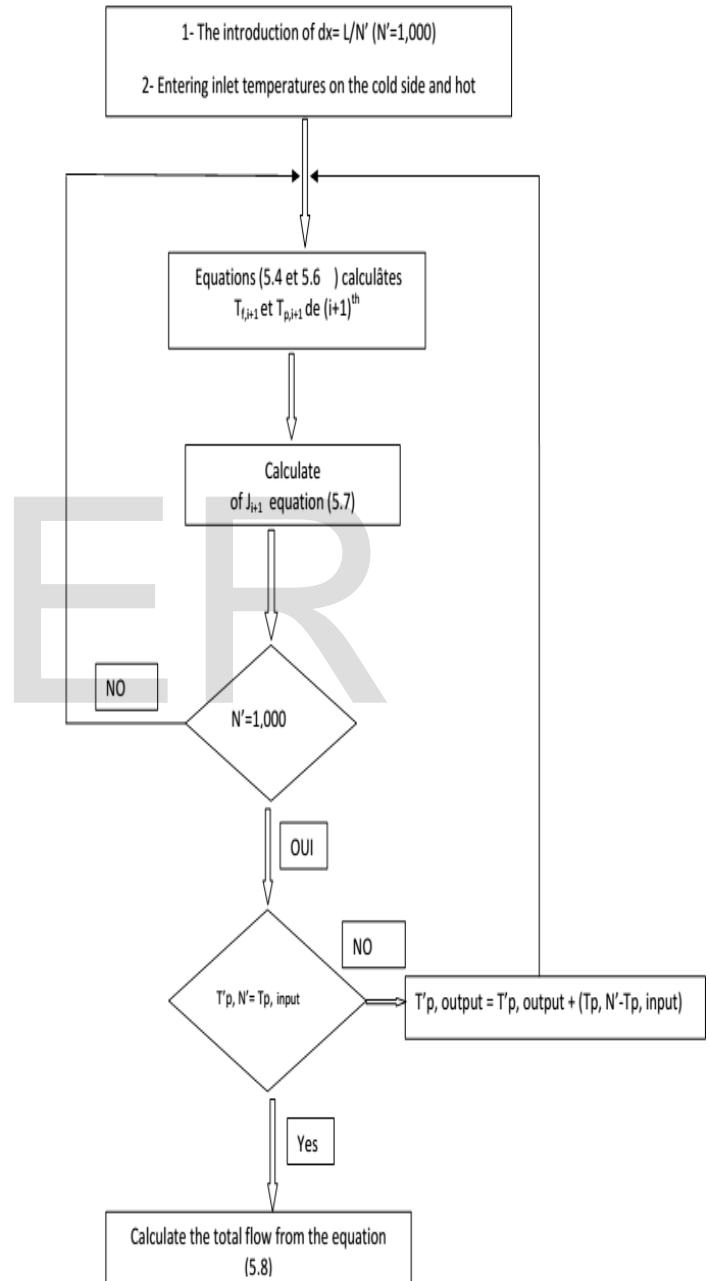 1- The introduction of dx= L/N’ (N’=1,000)
2- Entering inlet temperatures on the cold side and hot
Equations (5.4 et 5.6 ) calculâtes
Tf,i+1 et Tp,i+1 de (i+1)th
Calculate
of Ji+1 equation (5.7)
NO
N’=1,000
OUI
NO
T’p, N’= Tp, input
T’p, output = T’p, output + (Tp, N’-Tp, input)
Yes
Calculate the total flow from the equation
(5.8)
ER